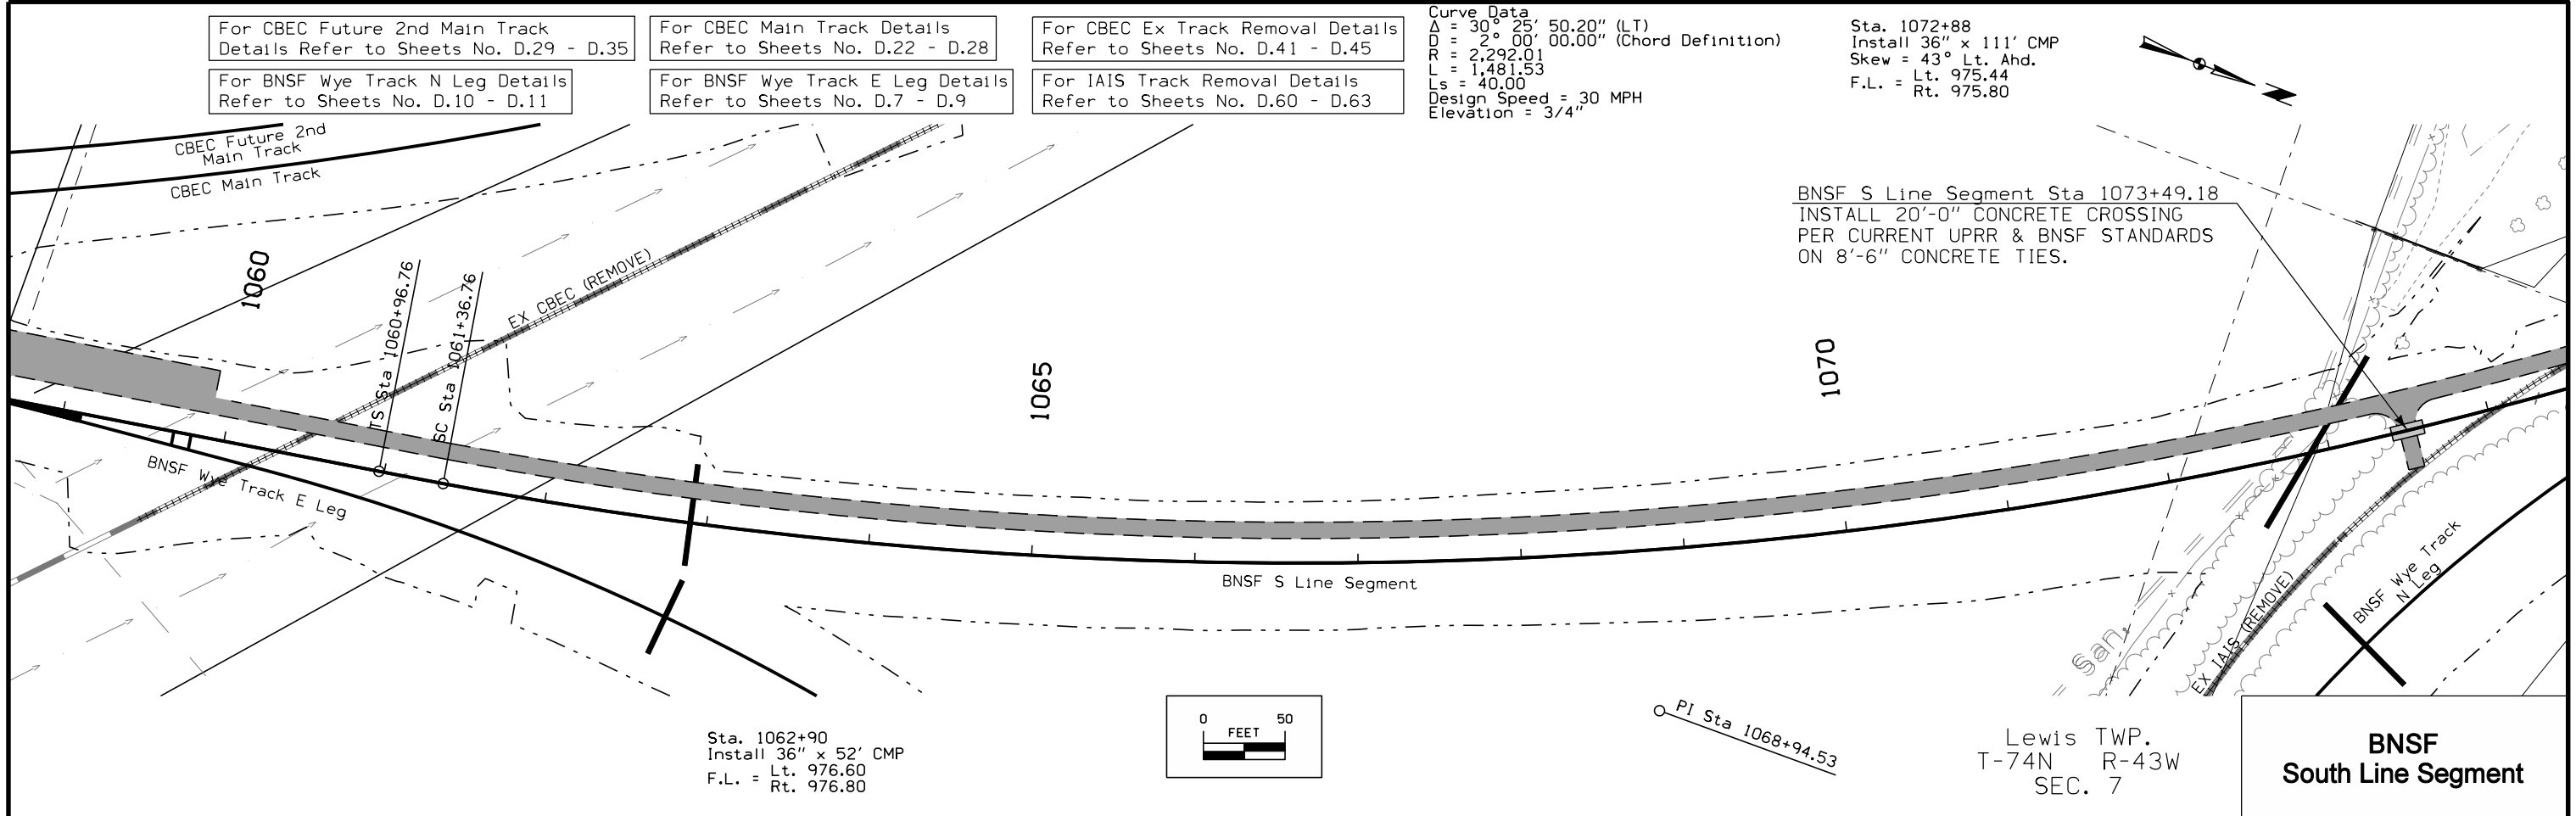 For CBEC Future 2nd Main Track
Details Refer to Sheets No. D.29 - D.35
For CBEC Main Track Details
Refer to Sheets No. D.22 - D.28
For CBEC Ex Track Removal Details
Refer to Sheets No. D.41 - D.45
For BNSF Wye Track N Leg Details
Refer to Sheets No. D.10 - D.11
For BNSF Wye Track E Leg Details
Refer to Sheets No. D.7 - D.9
For IAIS Track Removal Details
Refer to Sheets No. D.60 - D.63
Curve Data
Δ = 30° 25' 50.20" (LT)
D = 2° 00' 00.00" (Chord Definition)
R = 2,292.01
L = 1,481.53
Ls = 40.00
Design Speed = 30 MPH
Elevation = 3/4"
Sta. 1072+88
Install 36" x 111' CMP
Skew = 43° Lt. Ahd.
F.L. = Lt. 975.44
Rt. 975.80
CBEC Future 2nd
Main Track
CBEC Main Track
BNSF S Line Segment Sta 1073+49.18
INSTALL 20'-0" CONCRETE CROSSING
PER CURRENT UPRR & BNSF STANDARDS
ON 8'-6" CONCRETE TIES.
1060
TS Sta 1060+96.76
SC Sta 1061+36.76
EX CBEC (REMOVE)
1065
1070
BNSF Wye Track E Leg
BNSF S Line Segment
San.
EX IAIS (REMOVE)
BNSF Wye Track
N Leg
Sta. 1062+90
Install 36" x 52' CMP
F.L. = Lt. 976.60
Rt. 976.80
0 50
FEET
PI Sta 1068+94.53
Lewis TWP.
T-74N R-43W
SEC. 7
BNSF
South Line Segment